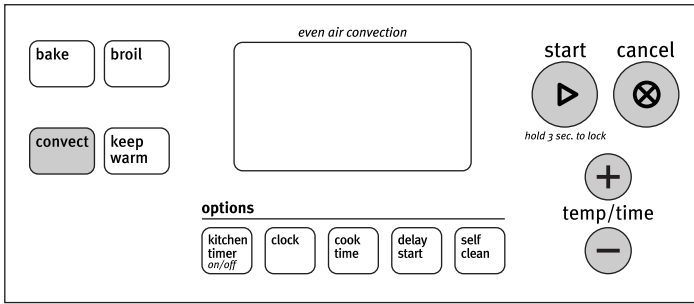 even air convection
bake
broil
convect
keep
warm
start
cancel
hold 3 sec. to lock
temp/time
options
kitchen
timer
on/off
clock
cook
time
delay
start
self
clean